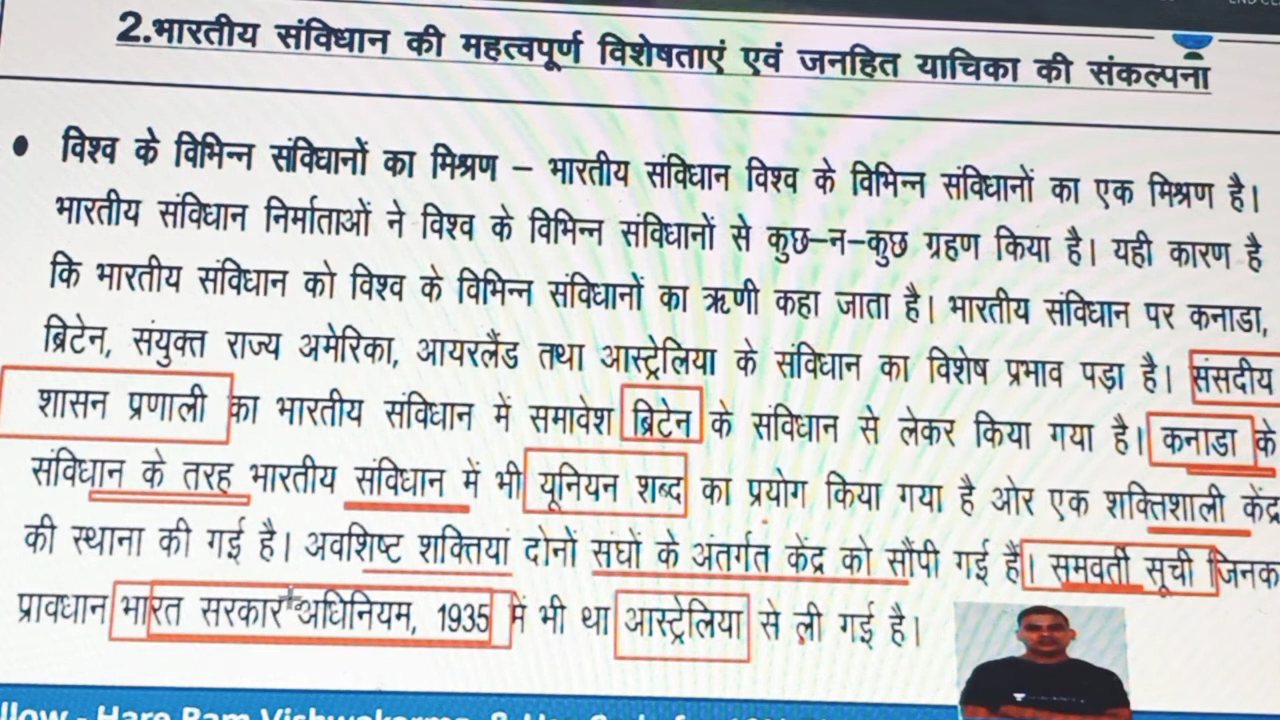 2.भारतीय संविधान की महत्वपूर्ण विशेषताएं एवं जनहित याचिका की संकल्पना
• विश्व के विभिन्न संविधानों का मिश्रण – भारतीय संविधान विश्व के विभिन्न संविधानों का एक मिश्रण है।
भारतीय संविधान निर्माताओं ने विश्व के विभिन्न संविधानों से कुछ–न–कुछ ग्रहण किया है। यही कारण है
कि भारतीय संविधान को विश्व के विभिन्न संविधानों का ऋणी कहा जाता है। भारतीय संविधान पर कनाडा,
ब्रिटेन, संयुक्त राज्य अमेरिका, आयरलैंड तथा आस्ट्रेलिया के संविधान का विशेष प्रभाव पड़ा है। संसदीय
शासन प्रणाली का भारतीय संविधान में समावेश ब्रिटेन के संविधान से लेकर किया गया है। कनाडा के
संविधान के तरह भारतीय संविधान में भी यूनियन शब्द का प्रयोग किया गया है ओर एक शक्तिशाली केंद्र
की स्थाना की गई है। अवशिष्ट शक्तियां दोनों संघों के अंतर्गत केंद्र को सौंपी गई हैं। समवर्ती सूची जिनक
प्रावधान भारत सरकार अधिनियम, 1935 में भी था आस्ट्रेलिया से ली गई है।
Hare Ram Vishwakarma